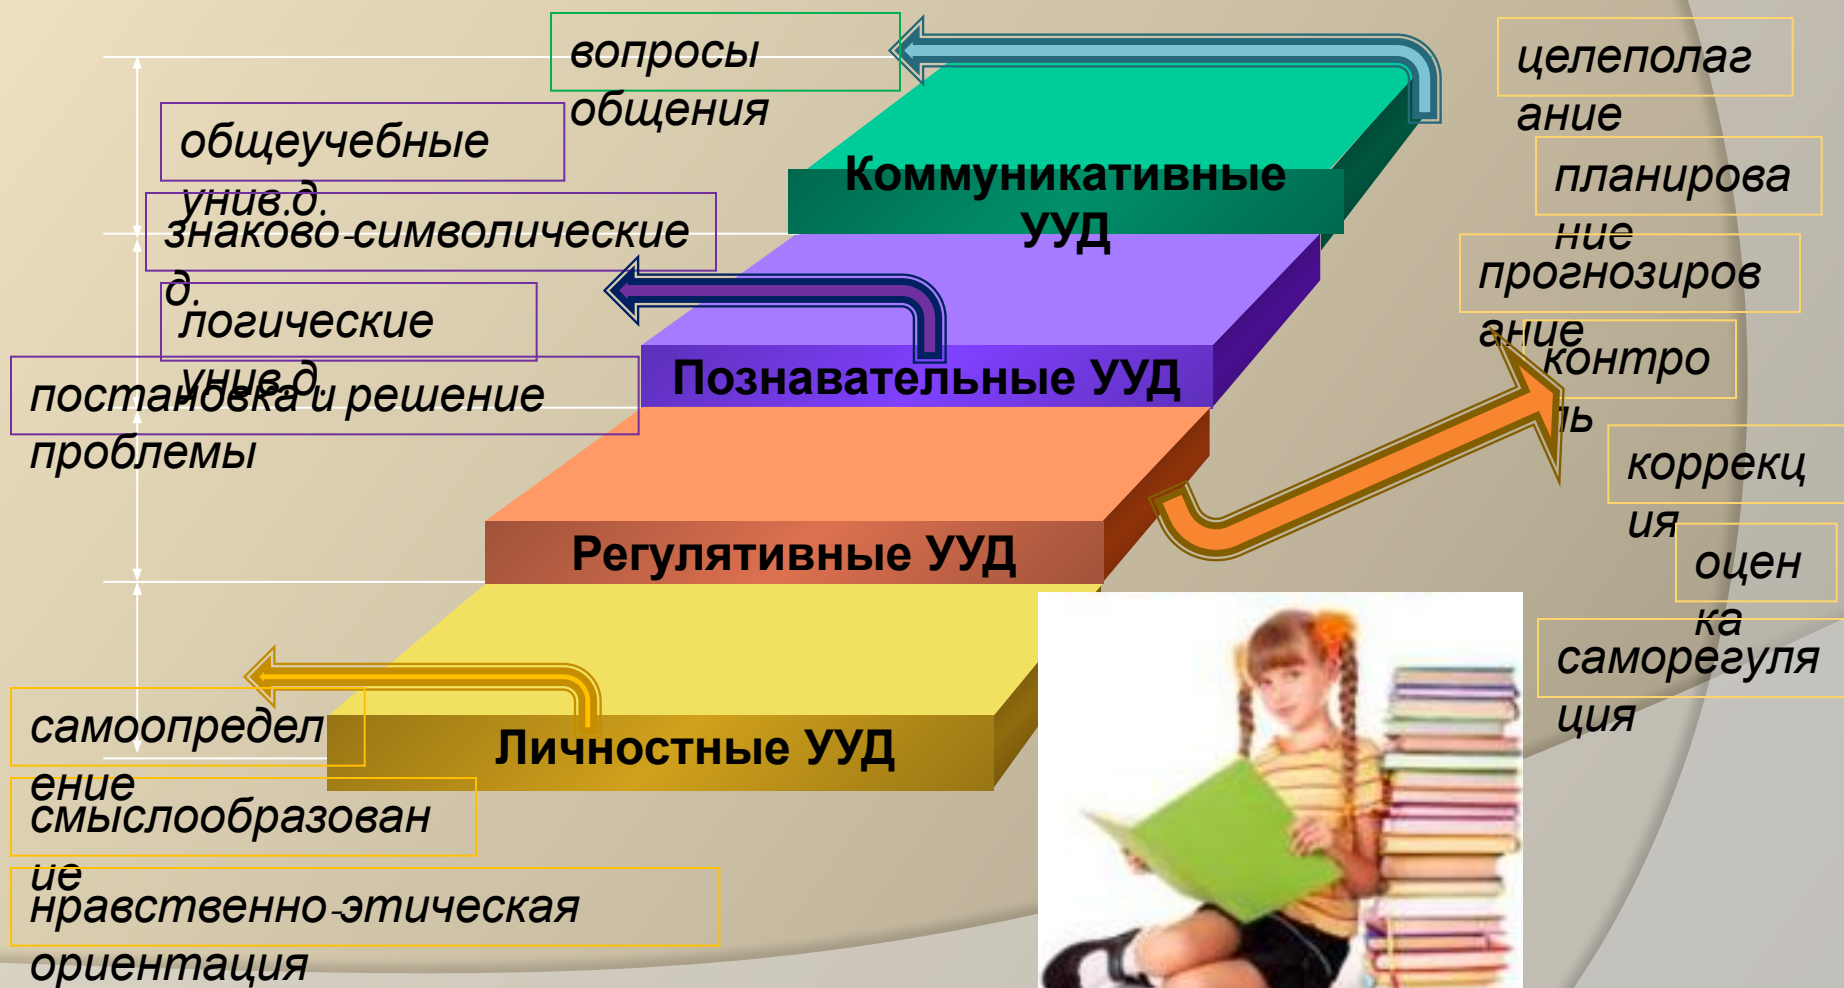 вопросы
общения
общеучебные
унив.д.
знаково-символические
д.
логические
унив.д.
постановка и решение
проблемы
Коммуникативные
УУД
Познавательные УУД
Регулятивные УУД
Личностные УУД
целеполаг
ание
планирова
ние
прогнозиров
ание
контро
ль
коррекц
ия
оцен
ка
саморегуля
ция
самоопредел
ение
смыслообразован
ие
нравственно-этическая
ориентация